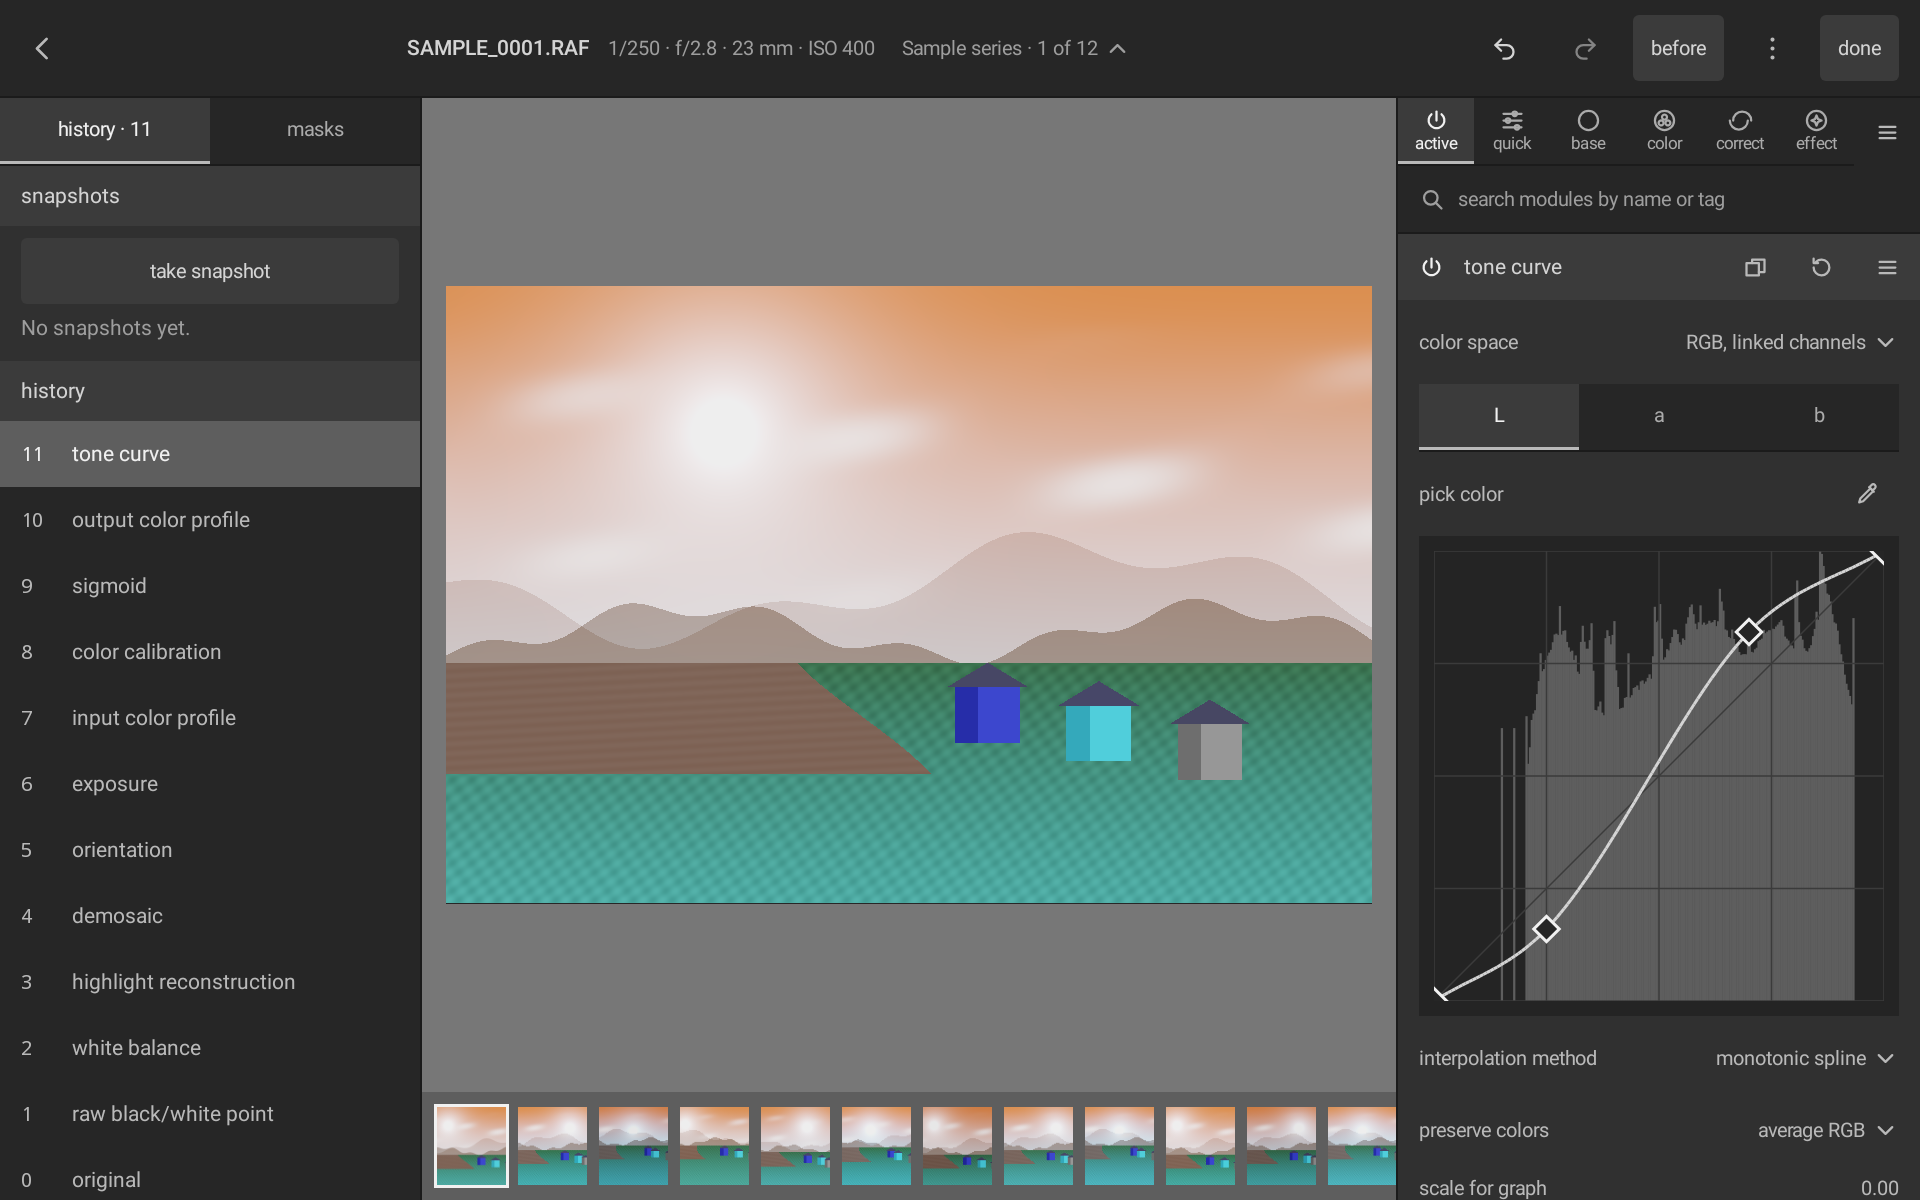 SAMPLE_0001.RAF 1/250 · f/2.8 · 23 mm · ISO 400 Sample series · 1 of 12
before
done
history · 11
masks
snapshots
take snapshot
No snapshots yet.
history
11 tone curve
10 output color profile
9 sigmoid
8 color calibration
7 input color profile
6 exposure
5 orientation
4 demosaic
3 highlight reconstruction
2 white balance
1 raw black/white point
0 original
active
quick
base
color
correct
effect
search modules by name or tag
tone curve
color space RGB, linked channels
L
a
b
pick color
interpolation method monotonic spline
preserve colors average RGB
scale for graph 0.00